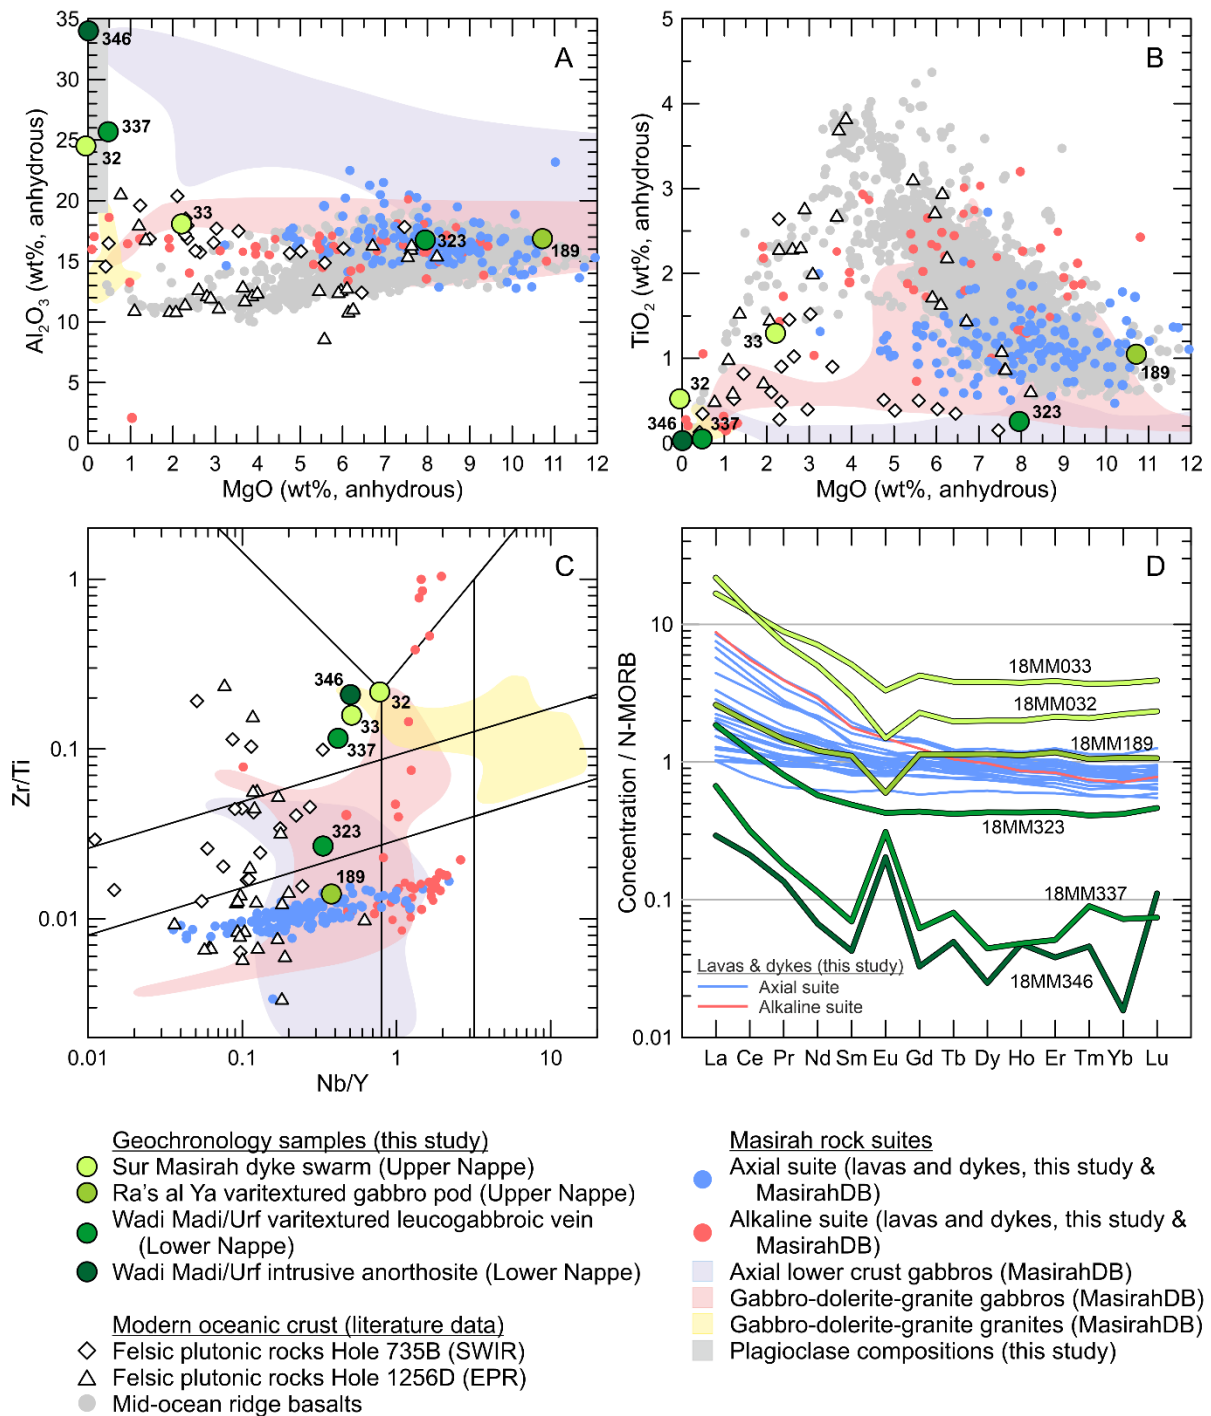 A
Al2O3 (wt%, anhydrous)
35
30
25
20
15
10
5
0
346
337
32
33
323
189
0 1 2 3 4 5 6 7 8 9 10 11 12
MgO (wt%, anhydrous)
B
TiO2 (wt%, anhydrous)
5
4
3
2
1
0
33
32
346
337
323
189
0 1 2 3 4 5 6 7 8 9 10 11 12
MgO (wt%, anhydrous)
C
Zr/Ti
1
0.1
0.01
346
32
33
337
323
189
0.01 0.1 1 10
Nb/Y
D
Concentration / N-MORB
10
1
0.1
0.01
18MM033
18MM032
18MM189
18MM323
18MM337
18MM346
Lavas & dykes (this study)
Axial suite
Alkaline suite
La Ce Pr Nd Sm Eu Gd Tb Dy Ho Er Tm Yb Lu
Geochronology samples (this study)
Sur Masirah dyke swarm (Upper Nappe)
Ra's al Ya varitextured gabbro pod (Upper Nappe)
Wadi Madi/Urf varitextured leucogabbroic vein
(Lower Nappe)
Wadi Madi/Urf intrusive anorthosite (Lower Nappe)
Modern oceanic crust (literature data)
Felsic plutonic rocks Hole 735B (SWIR)
Felsic plutonic rocks Hole 1256D (EPR)
Mid-ocean ridge basalts
Masirah rock suites
Axial suite (lavas and dykes, this study &
MasirahDB)
Alkaline suite (lavas and dykes, this study &
MasirahDB)
Axial lower crust gabbros (MasirahDB)
Gabbro-dolerite-granite gabbros (MasirahDB)
Gabbro-dolerite-granite granites (MasirahDB)
Plagioclase compositions (this study)